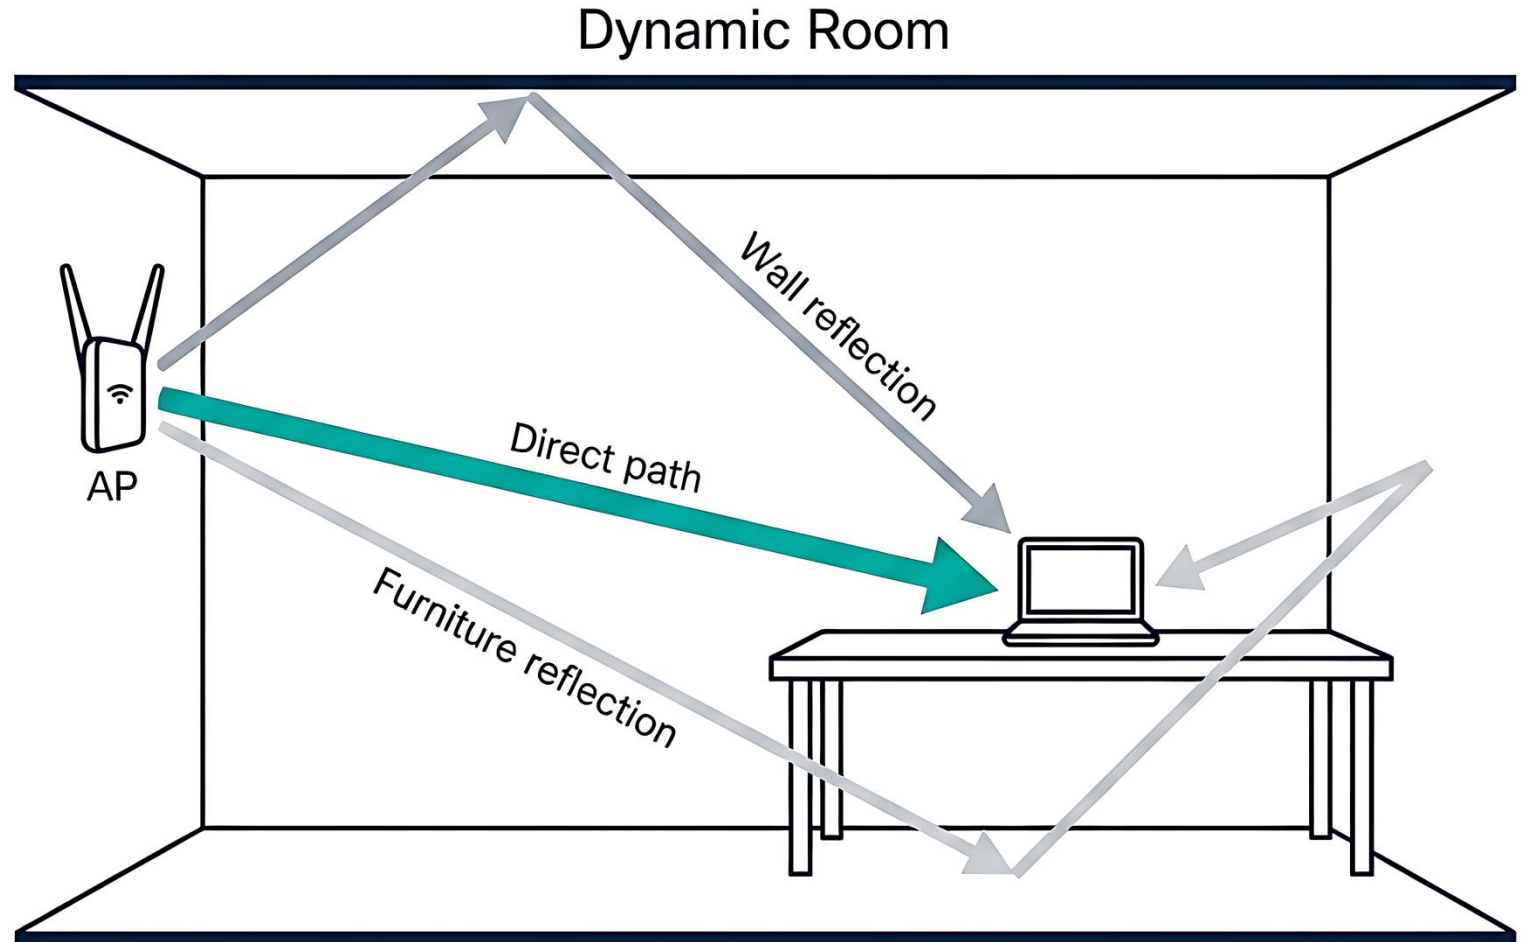 Dynamic Room
Wall reflection
Direct path
AP
Furniture reflection